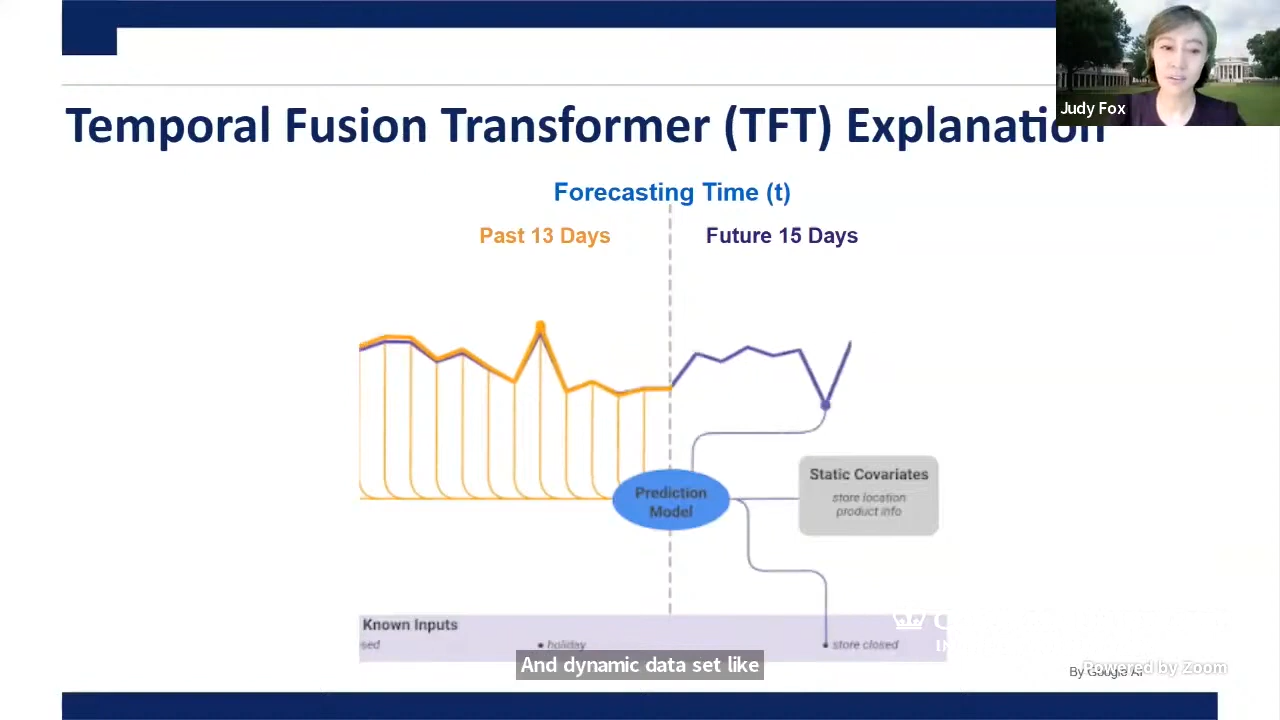 Judy Fox
Temporal Fusion Transformer (TFT) Explanation
Forecasting Time (t)
Past 13 Days
Future 15 Days
Prediction
Model
Static Covariates
store location
product info
Known Inputs
sed
holiday
store closed
And dynamic data set like
By Google AI
Powered by Zoom